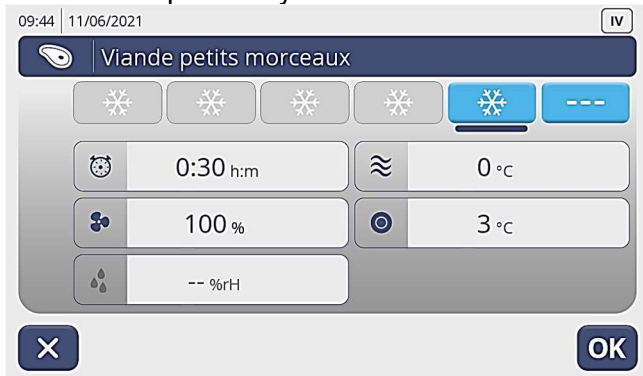 09:44 11/06/2021 IV
Viande petits morceaux
---
0:30 h:m 0 °C
100 % 3 °C
-- %rH
OK